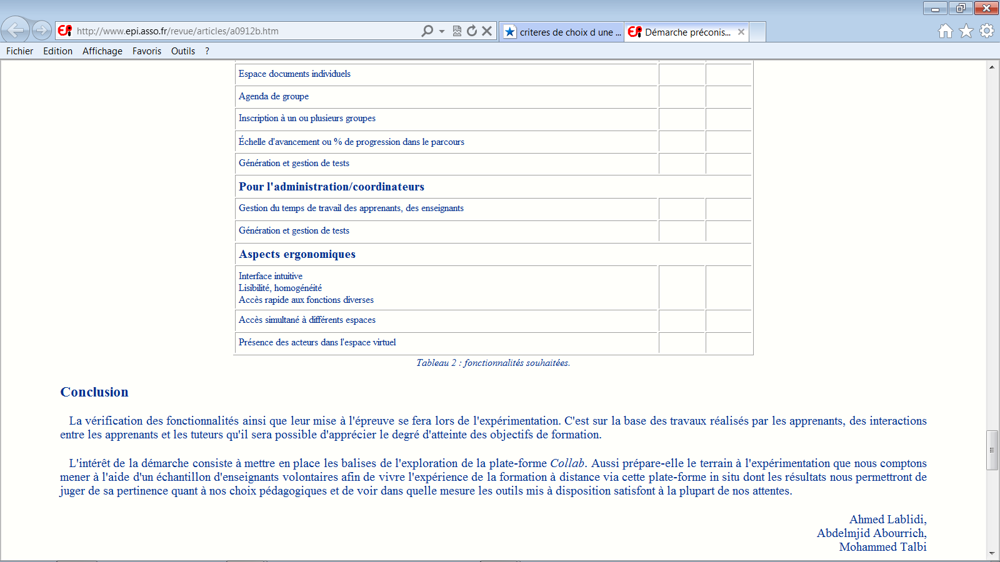 http://www.epi.asso.fr/revue/articles/a0912b.htm
criteres de choix d une ...
Démarche préconis...
Fichier Edition Affichage Favoris Outils ?
Espace documents individuels
Agenda de groupe
Inscription à un ou plusieurs groupes
Échelle d'avancement ou % de progression dans le parcours
Génération et gestion de tests
Pour l'administration/coordinateurs
Gestion du temps de travail des apprenants, des enseignants
Génération et gestion de tests
Aspects ergonomiques
Interface intuitive
Lisibilité, homogénéité
Accès rapide aux fonctions diverses
Accès simultané à différents espaces
Présence des acteurs dans l'espace virtuel
Tableau 2 : fonctionnalités souhaitées.
Conclusion
La vérification des fonctionnalités ainsi que leur mise à l'épreuve se fera lors de l'expérimentation. C'est sur la base des travaux réalisés par les apprenants, des interactions
entre les apprenants et les tuteurs qu'il sera possible d'apprécier le degré d'atteinte des objectifs de formation.
L'intérêt de la démarche consiste à mettre en place les balises de l'exploration de la plate-forme Collab. Aussi prépare-elle le terrain à l'expérimentation que nous comptons
mener à l'aide d'un échantillon d'enseignants volontaires afin de vivre l'expérience de la formation à distance via cette plate-forme in situ dont les résultats nous permettront de
juger de sa pertinence quant à nos choix pédagogiques et de voir dans quelle mesure les outils mis à disposition satisfont à la plupart de nos attentes.
Ahmed Lablidi,
Abdelmjid Abourrich,
Mohammed Talbi